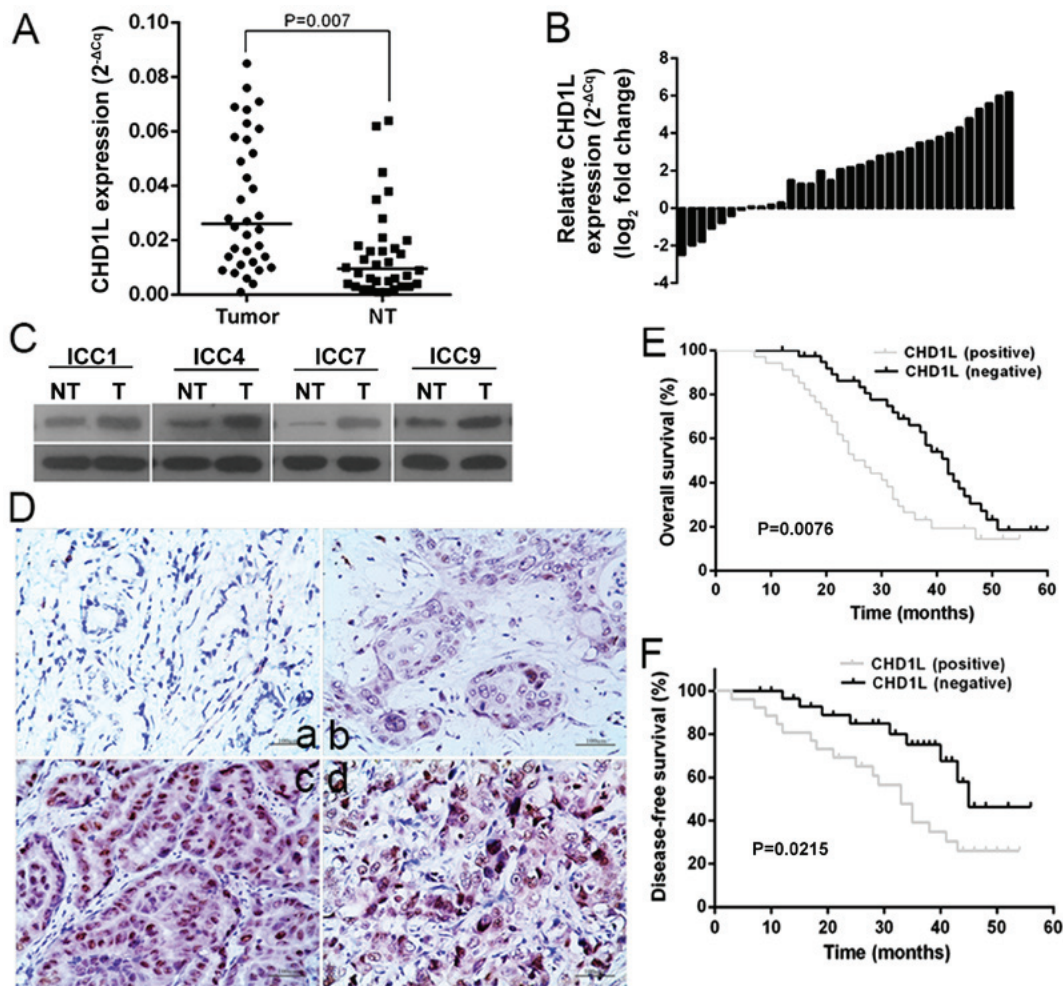 A
P=0.007
CHD1L expression (2-ΔCq)
0.10
0.08
0.06
0.04
0.02
0.00
Tumor NT
B
Relative CHD1L
expression (2-ΔCq)
(log2 fold change)
8
6
4
2
0
-2
-4
C
ICC1 ICC4 ICC7 ICC9
NT T NT T NT T NT T
D
a b
c d
E
CHD1L (positive)
CHD1L (negative)
Overall survival (%)
100
80
60
40
20
0
P=0.0076
0 10 20 30 40 50 60
Time (months)
F
CHD1L (positive)
CHD1L (negative)
Disease-free survival (%)
100
80
60
40
20
0
P=0.0215
0 10 20 30 40 50 60
Time (months)